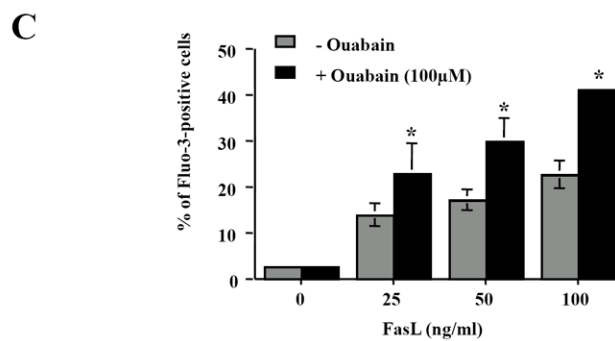 C
% of Fluo-3-positive cells
50
40
30
20
10
0
- Ouabain
+ Ouabain (100µM)
*
*
*
0 25 50 100
FasL (ng/ml)